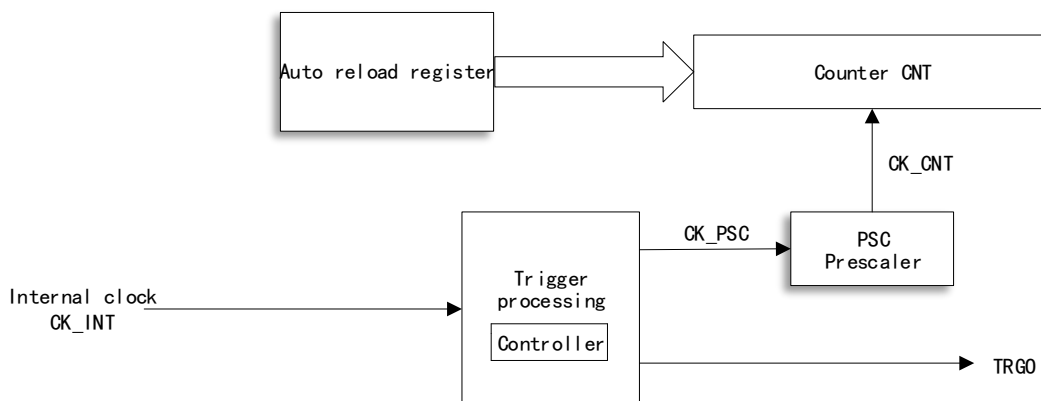 Auto reload register
Counter CNT
CK_CNT
CK_PSC
PSC
Prescaler
Trigger
processing
Controller
Internal clock
CK_INT
TRGO